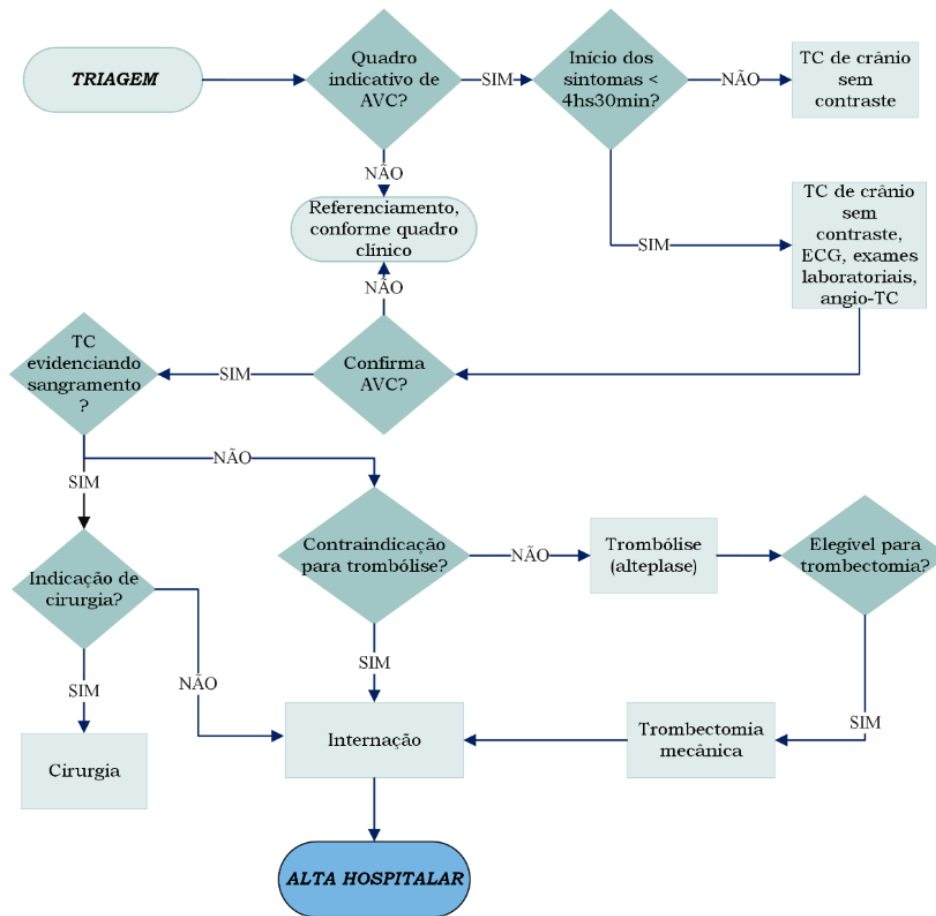 TRIAGEM
Quadro
indicativo de
AVC?
SIM
Início dos
sintomas <
4hs30min?
NÃO
TC de crânio
sem
contraste
NÃO
Referenciamento,
conforme quadro
clínico
SIM
TC de crânio
sem
contraste,
ECG, exames
laboratoriais,
angio-TC
NÃO
TC
evidenciando
sangramento
?
SIM
Confirma
AVC?
NÃO
SIM
Contraindicação
para trombólise?
NÃO
Trombólise
(alteplase)
Elegível para
trombectomia?
Indicação de
cirurgia?
SIM
NÃO
SIM
SIM
Cirurgia
Internação
Trombectomia
mecânica
ALTA HOSPITALAR